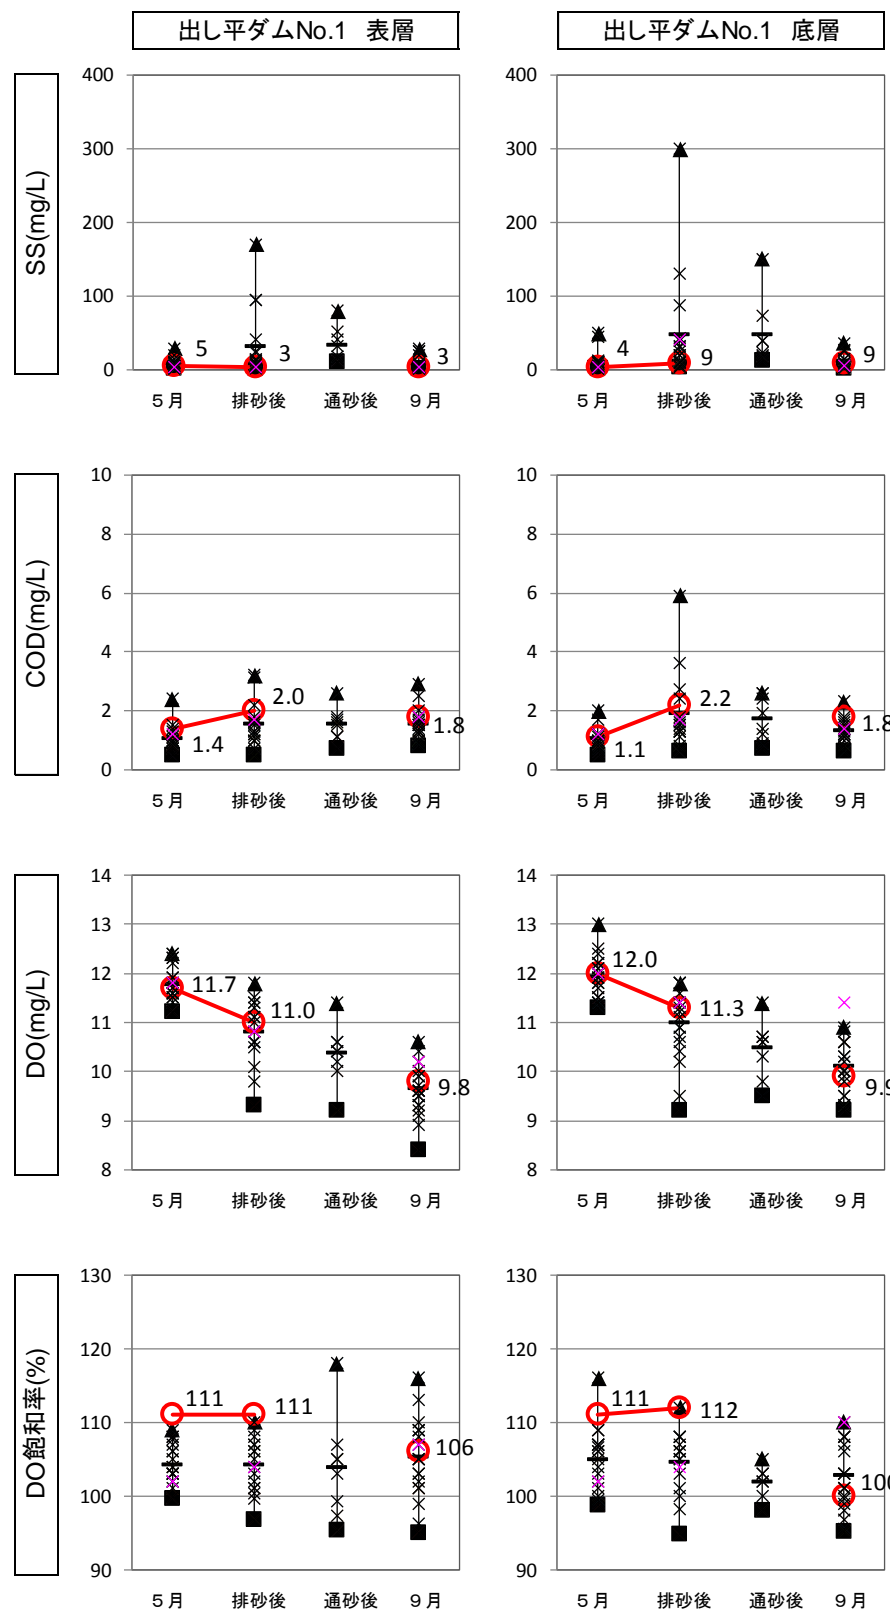 出し平ダムNo.1　表層
出し平ダムNo.1　底層
SS(mg/L)
400
300
200
100
0
5
3
3
５月
排砂後
通砂後
９月
400
300
200
100
0
4
9
9
５月
排砂後
通砂後
９月
COD(mg/L)
10
8
6
4
2
0
1.4
2.0
1.8
５月
排砂後
通砂後
９月
10
8
6
4
2
0
1.1
2.2
1.8
５月
排砂後
通砂後
９月
DO(mg/L)
14
13
12
11
10
9
8
11.7
11.0
9.8
５月
排砂後
通砂後
９月
14
13
12
11
10
9
8
12.0
11.3
9.9
５月
排砂後
通砂後
９月
DO飽和率(%)
130
120
110
100
90
111
111
106
５月
排砂後
通砂後
９月
130
120
110
100
90
111
112
100
５月
排砂後
通砂後
９月